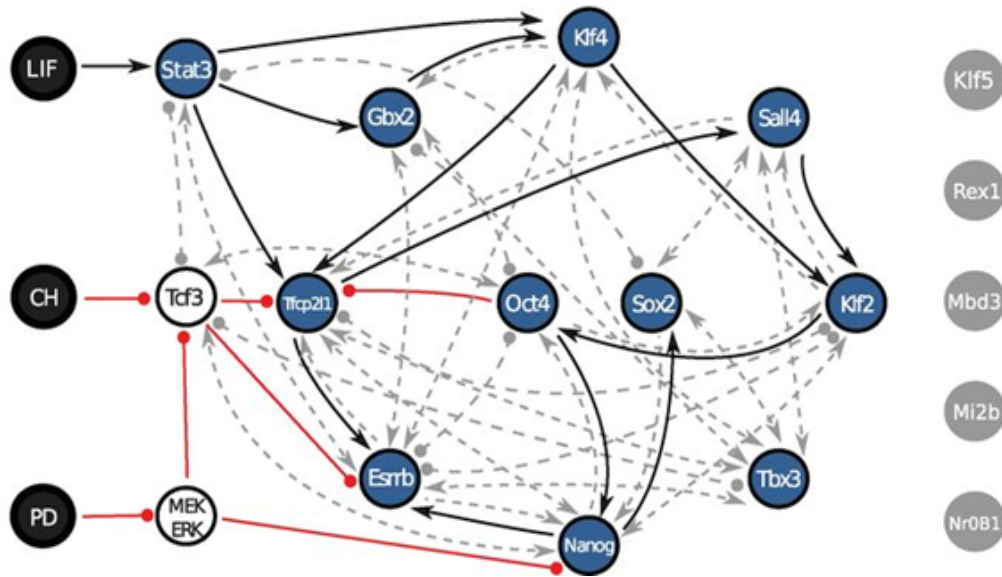 LIF
Stat3
Klf4
Gbx2
Sall4
Klf5
Rex1
CH
Tcf3
Tfcp2l1
Oct4
Sox2
Klf2
Mbd3
Mi2b
PD
MEK
ERK
Esrrb
Nanog
Tbx3
Nr0B1